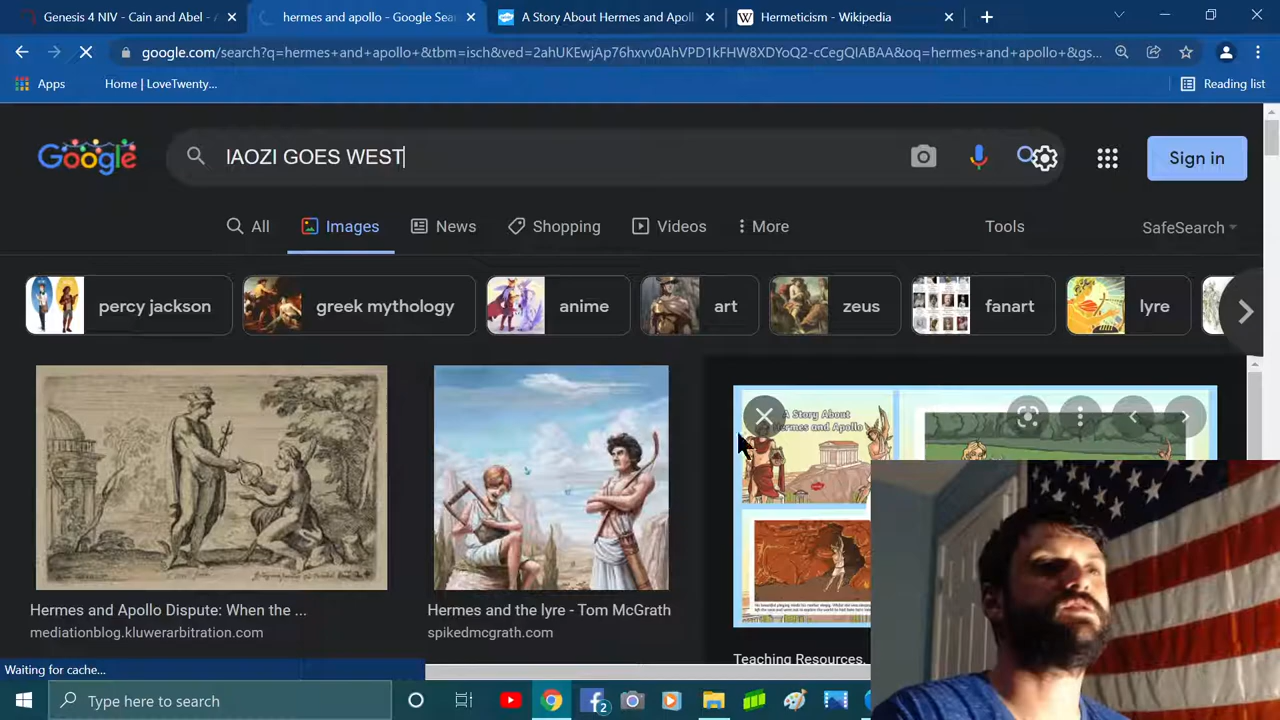 Genesis 4 NIV - Cain and Abel -
hermes and apollo - Google Sea
A Story About Hermes and Apoll
Hermeticism - Wikipedia
google.com/search?q=hermes+and+apollo+&tbm=isch&ved=2ahUKEwjAp76hxvv0AhVPD1kFHW8XDYoQ2-cCegQIABAA&oq=hermes+and+apollo+&gs...
Apps
Home | LoveTwenty...
Reading list
Google
IAOZI GOES WEST
Sign in
All
Images
News
Shopping
Videos
More
Tools
SafeSearch
percy jackson
greek mythology
anime
art
zeus
fanart
lyre
A Story About
Hermes and Apollo
Hermes and Apollo Dispute: When the ...
mediationblog.kluwerarbitration.com
Hermes and the lyre - Tom McGrath
spikedmcgrath.com
Teaching Resources.
Waiting for cache...
Type here to search
2